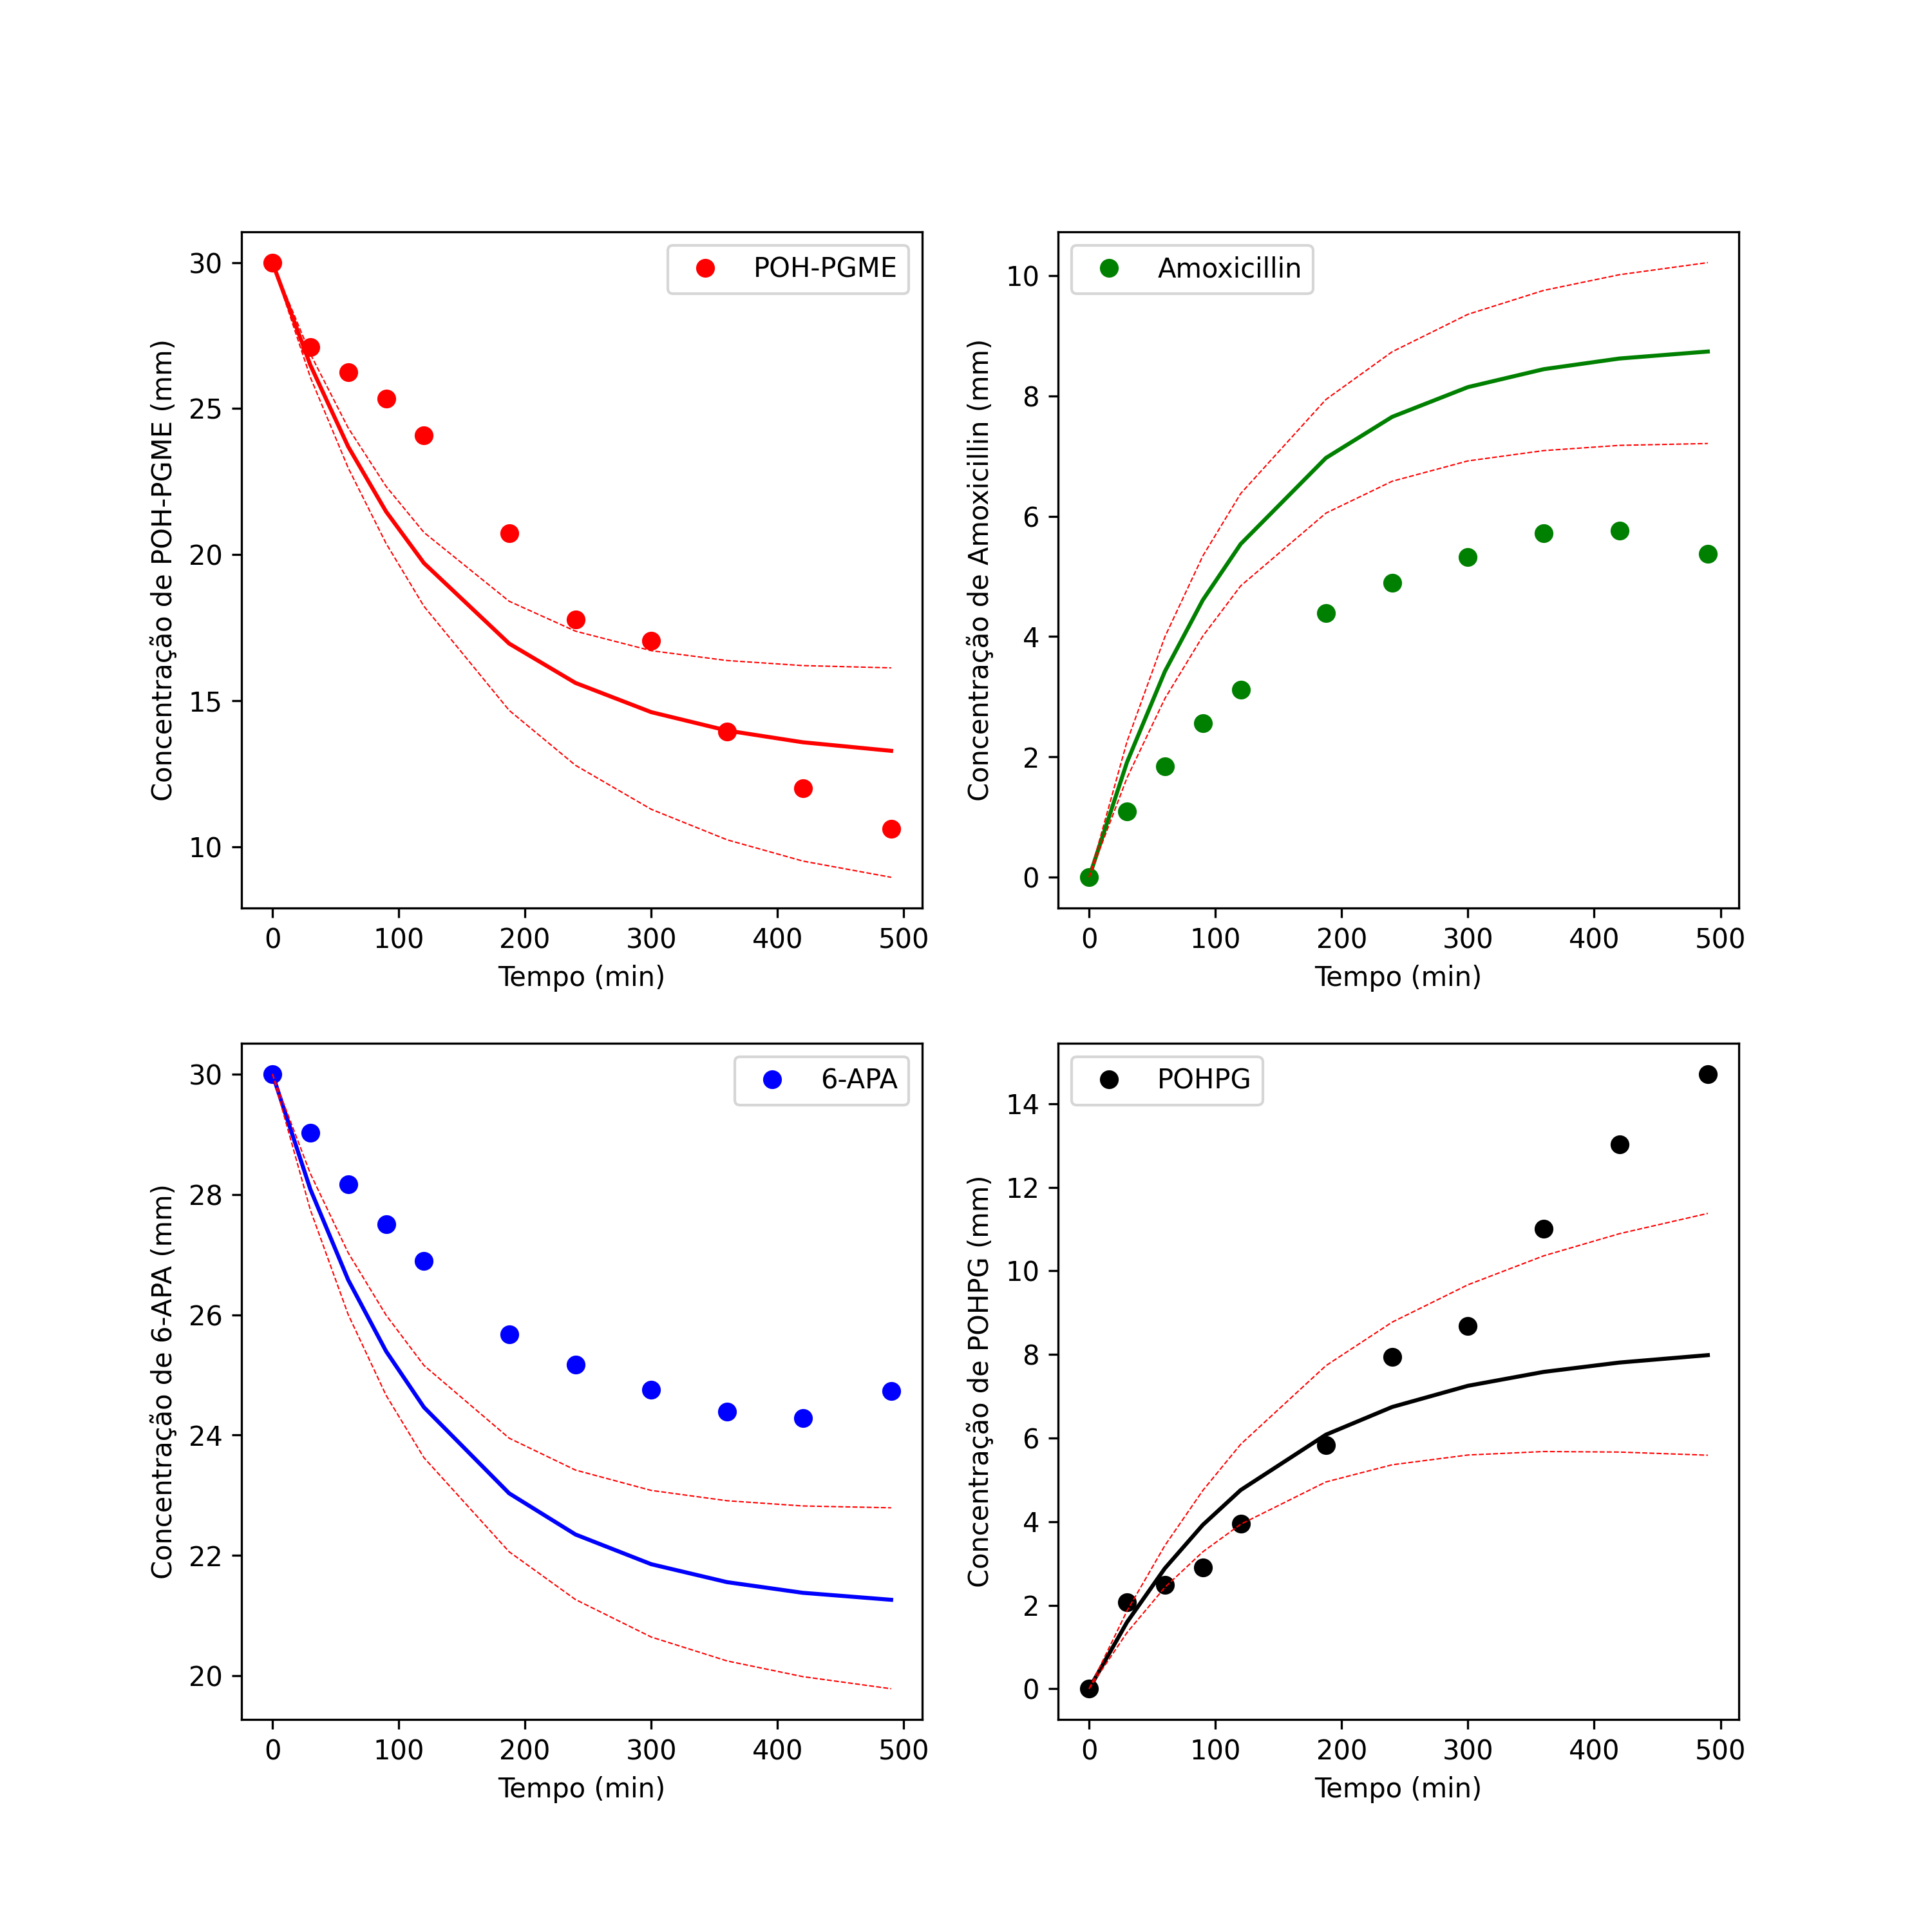 POH-PGME
Concentração de POH-PGME (mm)
30
25
20
15
10
0 100 200 300 400 500
Tempo (min)
Amoxicillin
Concentração de Amoxicillin (mm)
10
8
6
4
2
0
0 100 200 300 400 500
Tempo (min)
6-APA
Concentração de 6-APA (mm)
30
28
26
24
22
20
0 100 200 300 400 500
Tempo (min)
POHPG
Concentração de POHPG (mm)
14
12
10
8
6
4
2
0
0 100 200 300 400 500
Tempo (min)